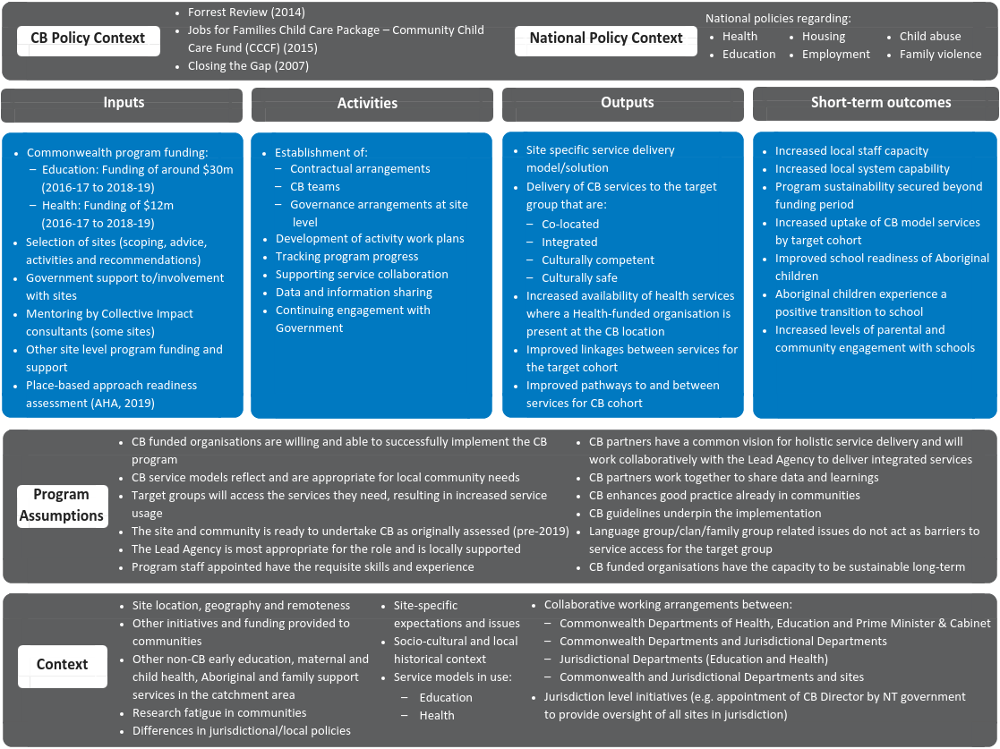 CB Policy Context
• Forrest Review (2014)
• Jobs for Families Child Care Package – Community Child
Care Fund (CCCF) (2015)
• Closing the Gap (2007)
National Policy Context
National policies regarding:
• Health
• Education
• Housing
• Employment
• Child abuse
• Family violence
Inputs
• Commonwealth program funding:
– Education: Funding of around $30m
(2016-17 to 2018-19)
– Health: Funding of $12m
(2016-17 to 2018-19)
• Selection of sites (scoping, advice,
activities and recommendations)
• Government support to/involvement
with sites
• Mentoring by Collective Impact
consultants (some sites)
• Other site level program funding and
support
• Place-based approach readiness
assessment (AHA, 2019)
Activities
• Establishment of:
– Contractual arrangements
– CB teams
– Governance arrangements at site
level
• Development of activity work plans
• Tracking program progress
• Supporting service collaboration
• Data and information sharing
• Continuing engagement with
Government
Outputs
• Site specific service delivery
model/solution
• Delivery of CB services to the target
group that are:
– Co-located
– Integrated
– Culturally competent
– Culturally safe
• Increased availability of health services
where a Health-funded organisation is
present at the CB location
• Improved linkages between services for
the target cohort
• Improved pathways to and between
services for CB cohort
Short-term outcomes
• Increased local staff capacity
• Increased local system capability
• Program sustainability secured beyond
funding period
• Increased uptake of CB model services
by target cohort
• Improved school readiness of Aboriginal
children
• Aboriginal children experience a
positive transition to school
• Increased levels of parental and
community engagement with schools
Program
Assumptions
• CB funded organisations are willing and able to successfully implement the CB
program
• CB service models reflect and are appropriate for local community needs
• Target groups will access the services they need, resulting in increased service
usage
• The site and community is ready to undertake CB as originally assessed (pre-2019)
• The Lead Agency is most appropriate for the role and is locally supported
• Program staff appointed have the requisite skills and experience
• CB partners have a common vision for holistic service delivery and will
work collaboratively with the Lead Agency to deliver integrated services
• CB partners work together to share data and learnings
• CB enhances good practice already in communities
• CB guidelines underpin the implementation
• Language group/clan/family group related issues do not act as barriers to
service access for the target group
• CB funded organisations have the capacity to be sustainable long-term
Context
• Site location, geography and remoteness
• Other initiatives and funding provided to
communities
• Other non-CB early education, maternal and
child health, Aboriginal and family support
services in the catchment area
• Research fatigue in communities
• Differences in jurisdictional/local policies
• Site-specific
expectations and issues
• Socio-cultural and local
historical context
• Service models in use:
– Education
– Health
• Collaborative working arrangements between:
– Commonwealth Departments of Health, Education and Prime Minister & Cabinet
– Commonwealth Departments and Jurisdictional Departments
– Jurisdictional Departments (Education and Health)
– Commonwealth and Jurisdictional Departments and sites
• Jurisdiction level initiatives (e.g. appointment of CB Director by NT government
to provide oversight of all sites in jurisdiction)